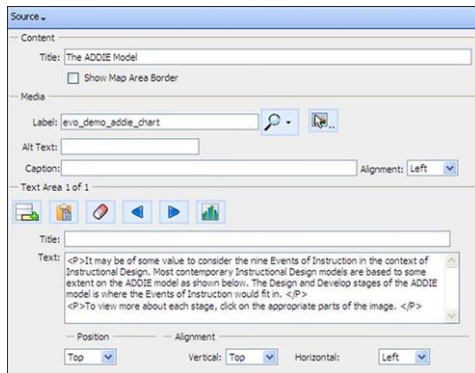 Source
Content
Title: The ADDIE Model
Show Map Area Border
Media
Label: evo_demo_addie_chart
Alt Text:
Caption: Alignment: Left
Text Area 1 of 1
Title:
Text: <P>It may be of some value to consider the nine Events of Instruction in the context of
Instructional Design. Most contemporary Instructional Design models are based to some
extent on the ADDIE model as shown below. The Design and Develop stages of the ADDIE
model is where the Events of Instruction would fit in. </P>
<P>To view more about each stage, click on the appropriate parts of the image. </P>
Position Alignment
Top Vertical: Top Horizontal: Left